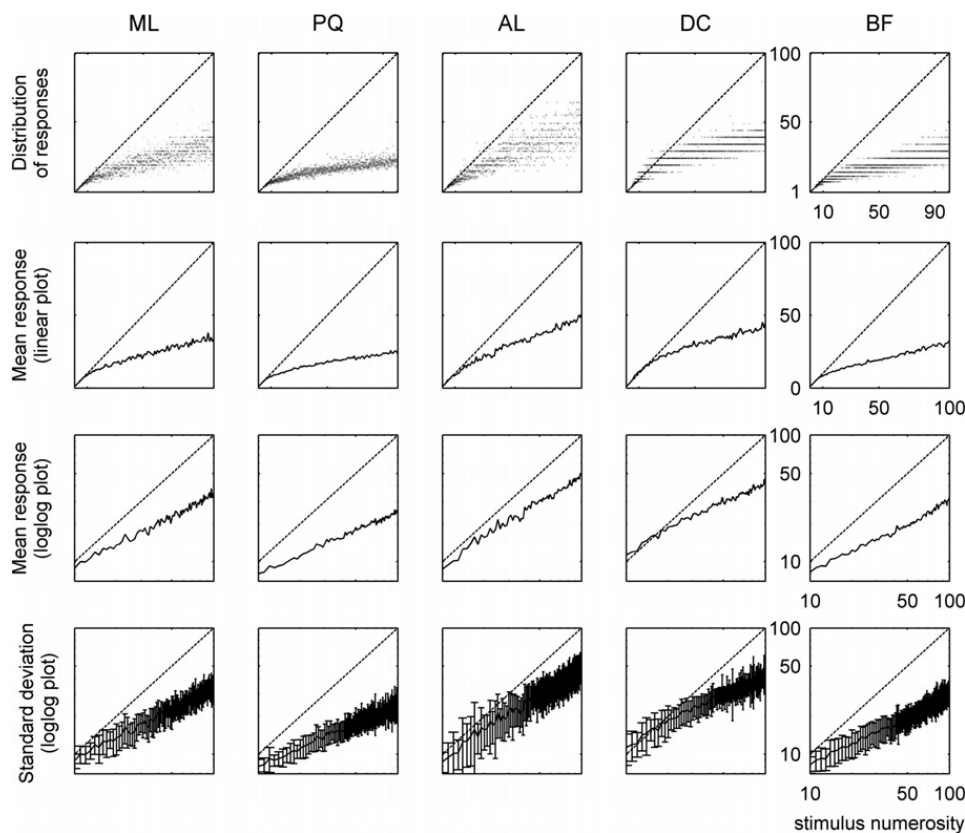 ML PQ AL DC BF
Distribution
of responses
100
50
1
10 50 90
Mean response
(linear plot)
100
50
0
10 50 100
Mean response
(loglog plot)
100
50
10
10 50 100
Standard deviation
(loglog plot)
100
50
10
10 50 100
stimulus numerosity